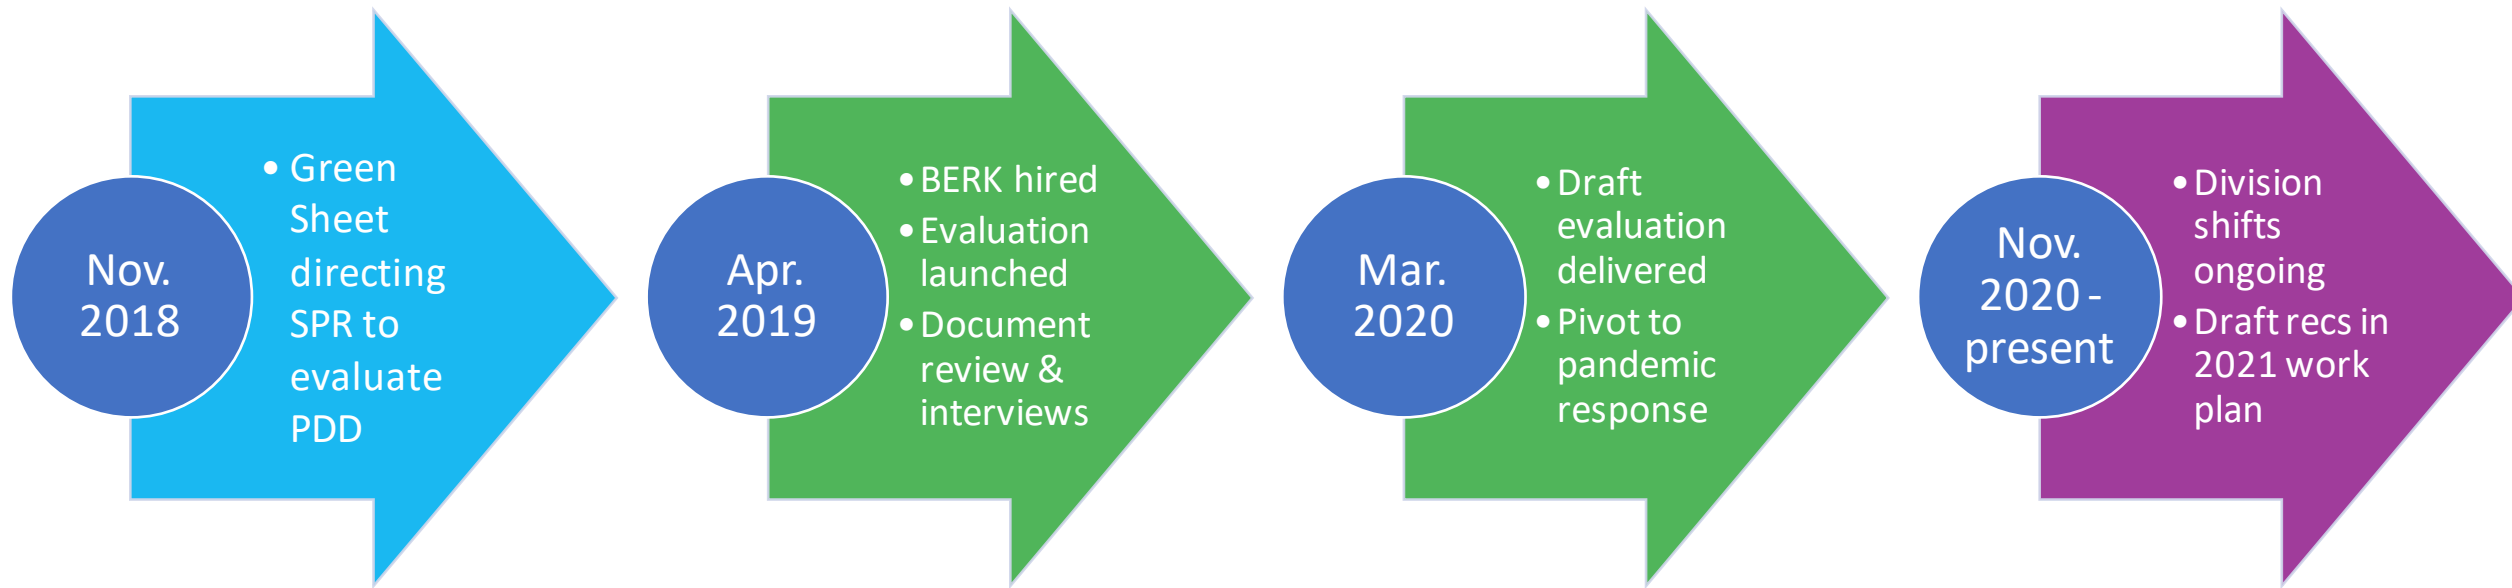 Nov.
2018
• Green
Sheet
directing
SPR to
evaluate
PDD
Apr.
2019
• BERK hired
• Evaluation
launched
• Document
review &
interviews
Mar.
2020
• Draft
evaluation
delivered
• Pivot to
pandemic
response
Nov.
2020 -
present
• Division
shifts
ongoing
• Draft recs in
2021 work
plan